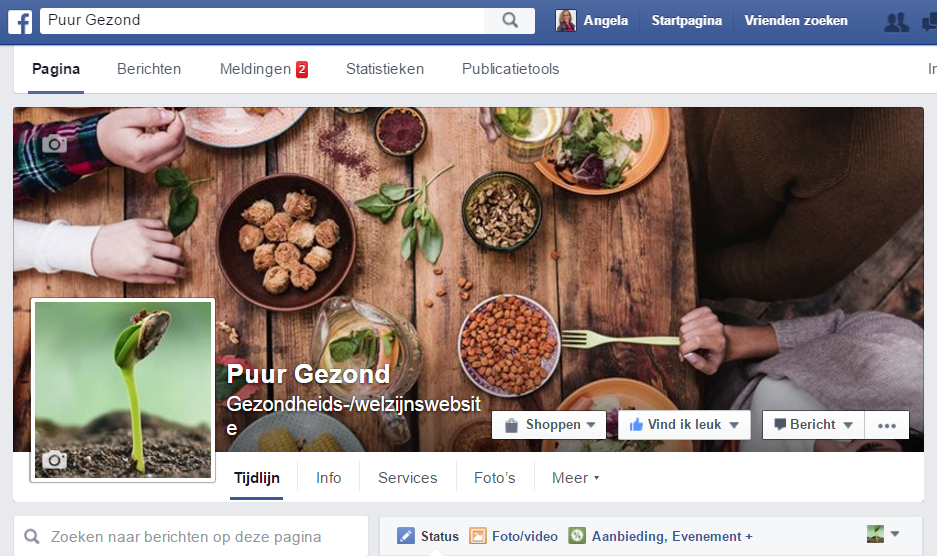 Puur Gezond
Angela Startpagina Vrienden zoeken
Pagina Berichten Meldingen 2 Statistieken Publicatietools
Puur Gezond
Gezondheids-/welzijnswebsit
e
Shoppen Vind ik leuk Bericht
Tijdlijn Info Services Foto's Meer
Zoeken naar berichten op deze pagina
Status Foto/video Aanbieding, Evenement +